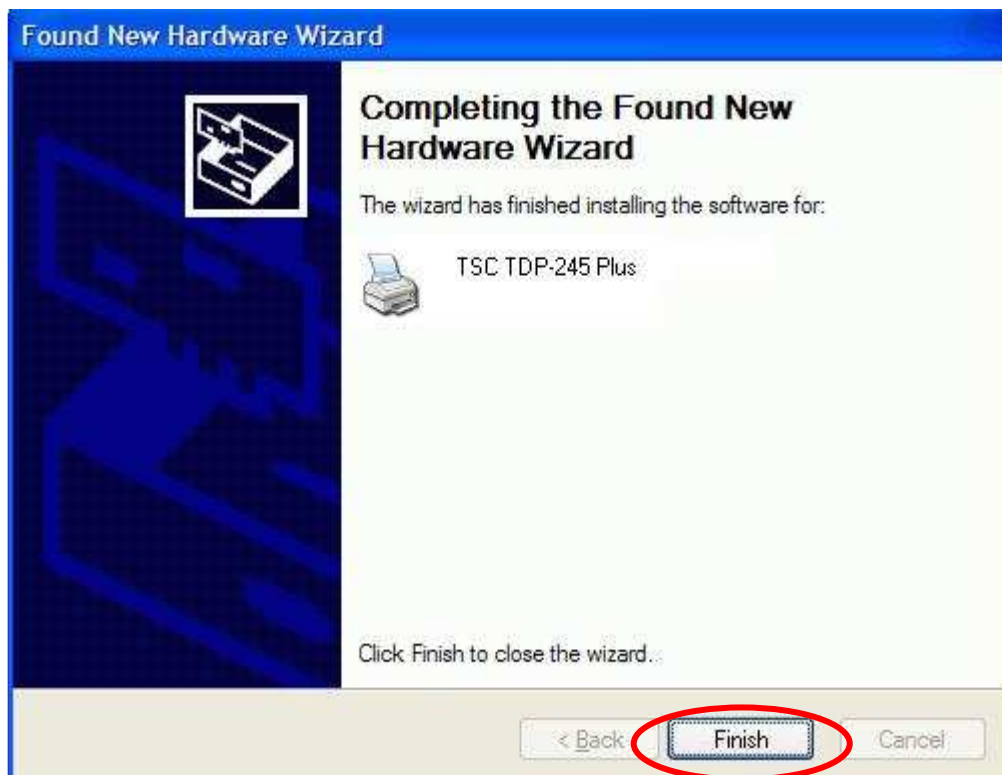 Found New Hardware Wizard
Completing the Found New
Hardware Wizard
The wizard has finished installing the software for:
TSC TDP-245 Plus
Click Finish to close the wizard.
< Back
Finish
Cancel